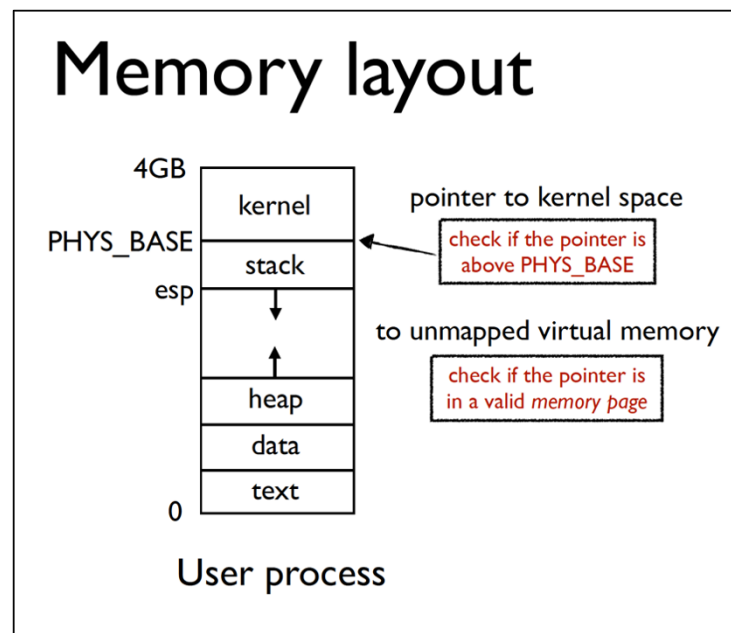 Memory layout
4GB
kernel
PHYS_BASE
stack
esp
heap
data
text
0
User process
pointer to kernel space
check if the pointer is
above PHYS_BASE
to unmapped virtual memory
check if the pointer is
in a valid memory page